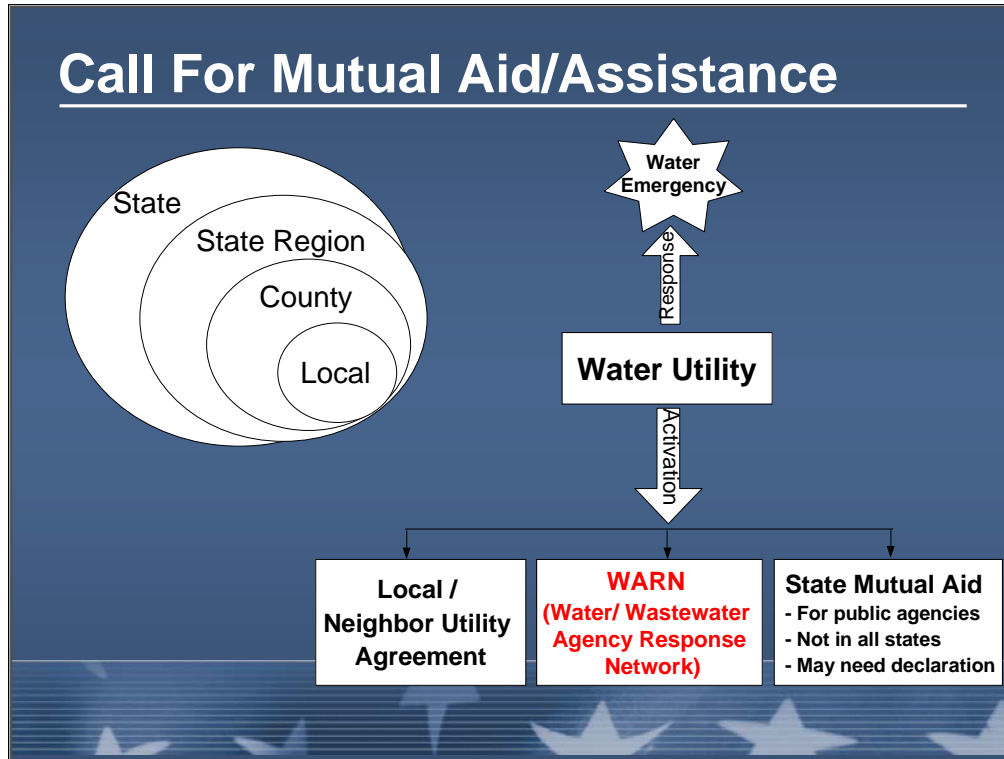 Call For Mutual Aid/Assistance
State
State Region
County
Local
Water
Emergency
Response
Water Utility
Activation
Local /
Neighbor Utility
Agreement
WARN
(Water/ Wastewater
Agency Response
Network)
State Mutual Aid
- For public agencies
- Not in all states
- May need declaration